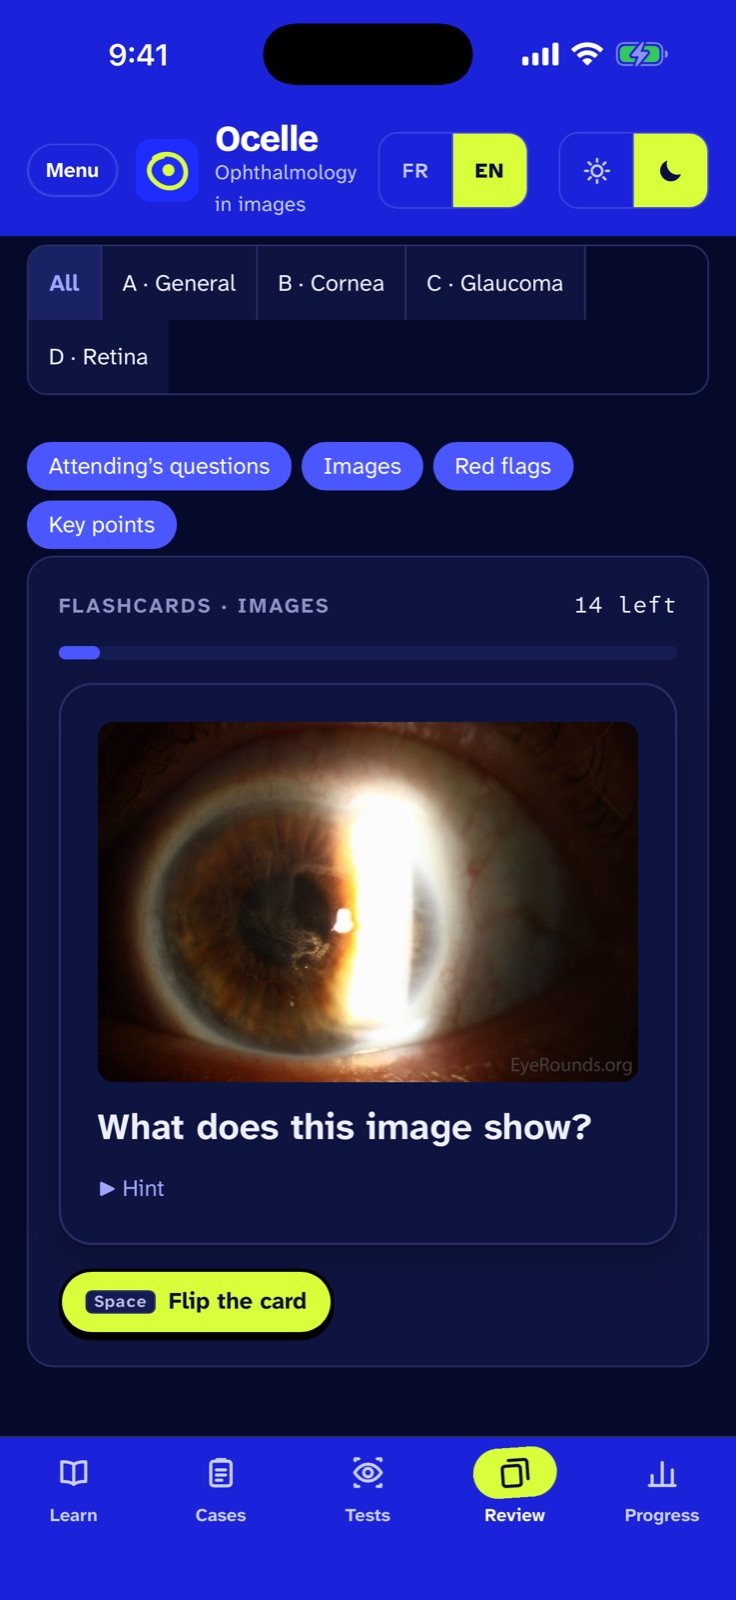 9:41
Menu
Ocelle
Ophthalmology
in images
FR
EN
All
A · General
B · Cornea
C · Glaucoma
D · Retina
Attending’s questions
Images
Red flags
Key points
FLASHCARDS · IMAGES
14 left
EyeRounds.org
What does this image show?
▶ Hint
Space Flip the card
Learn
Cases
Tests
Review
Progress